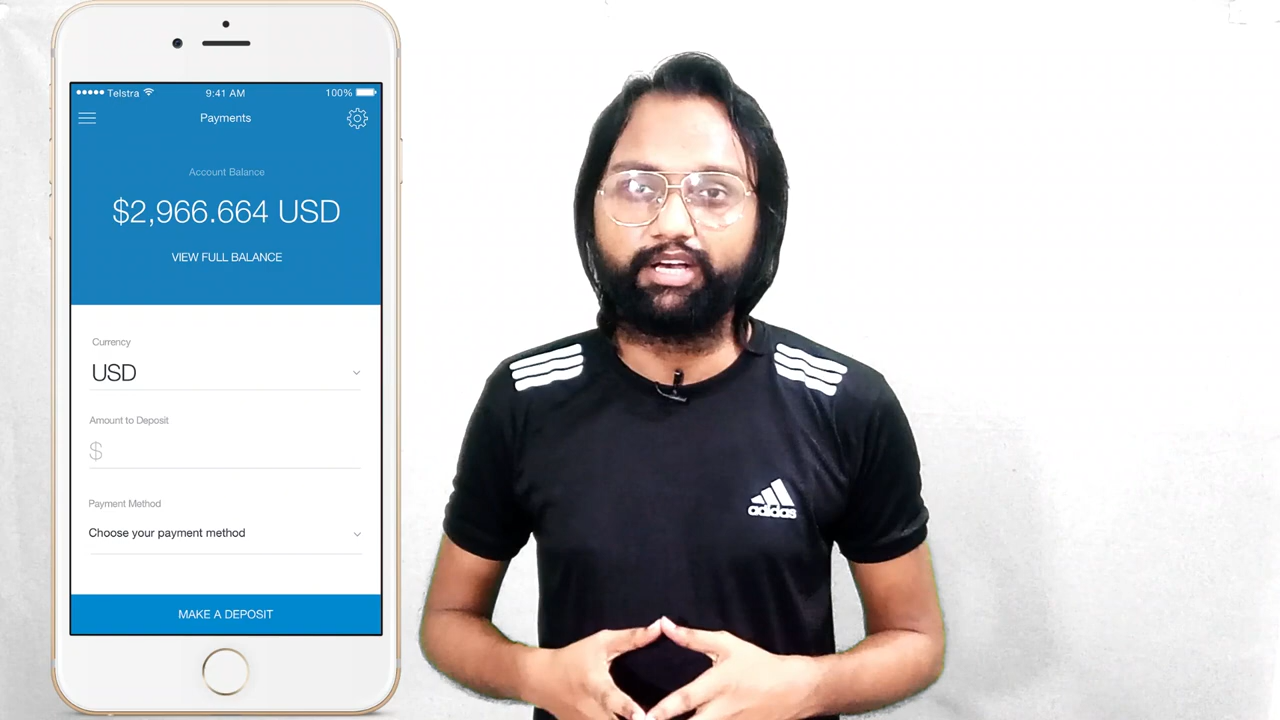 Telstra 9:41 AM 100%
Payments
Account Balance
$2,966.664 USD
VIEW FULL BALANCE
Currency
USD
Amount to Deposit
$
Payment Method
Choose your payment method
MAKE A DEPOSIT
adidas